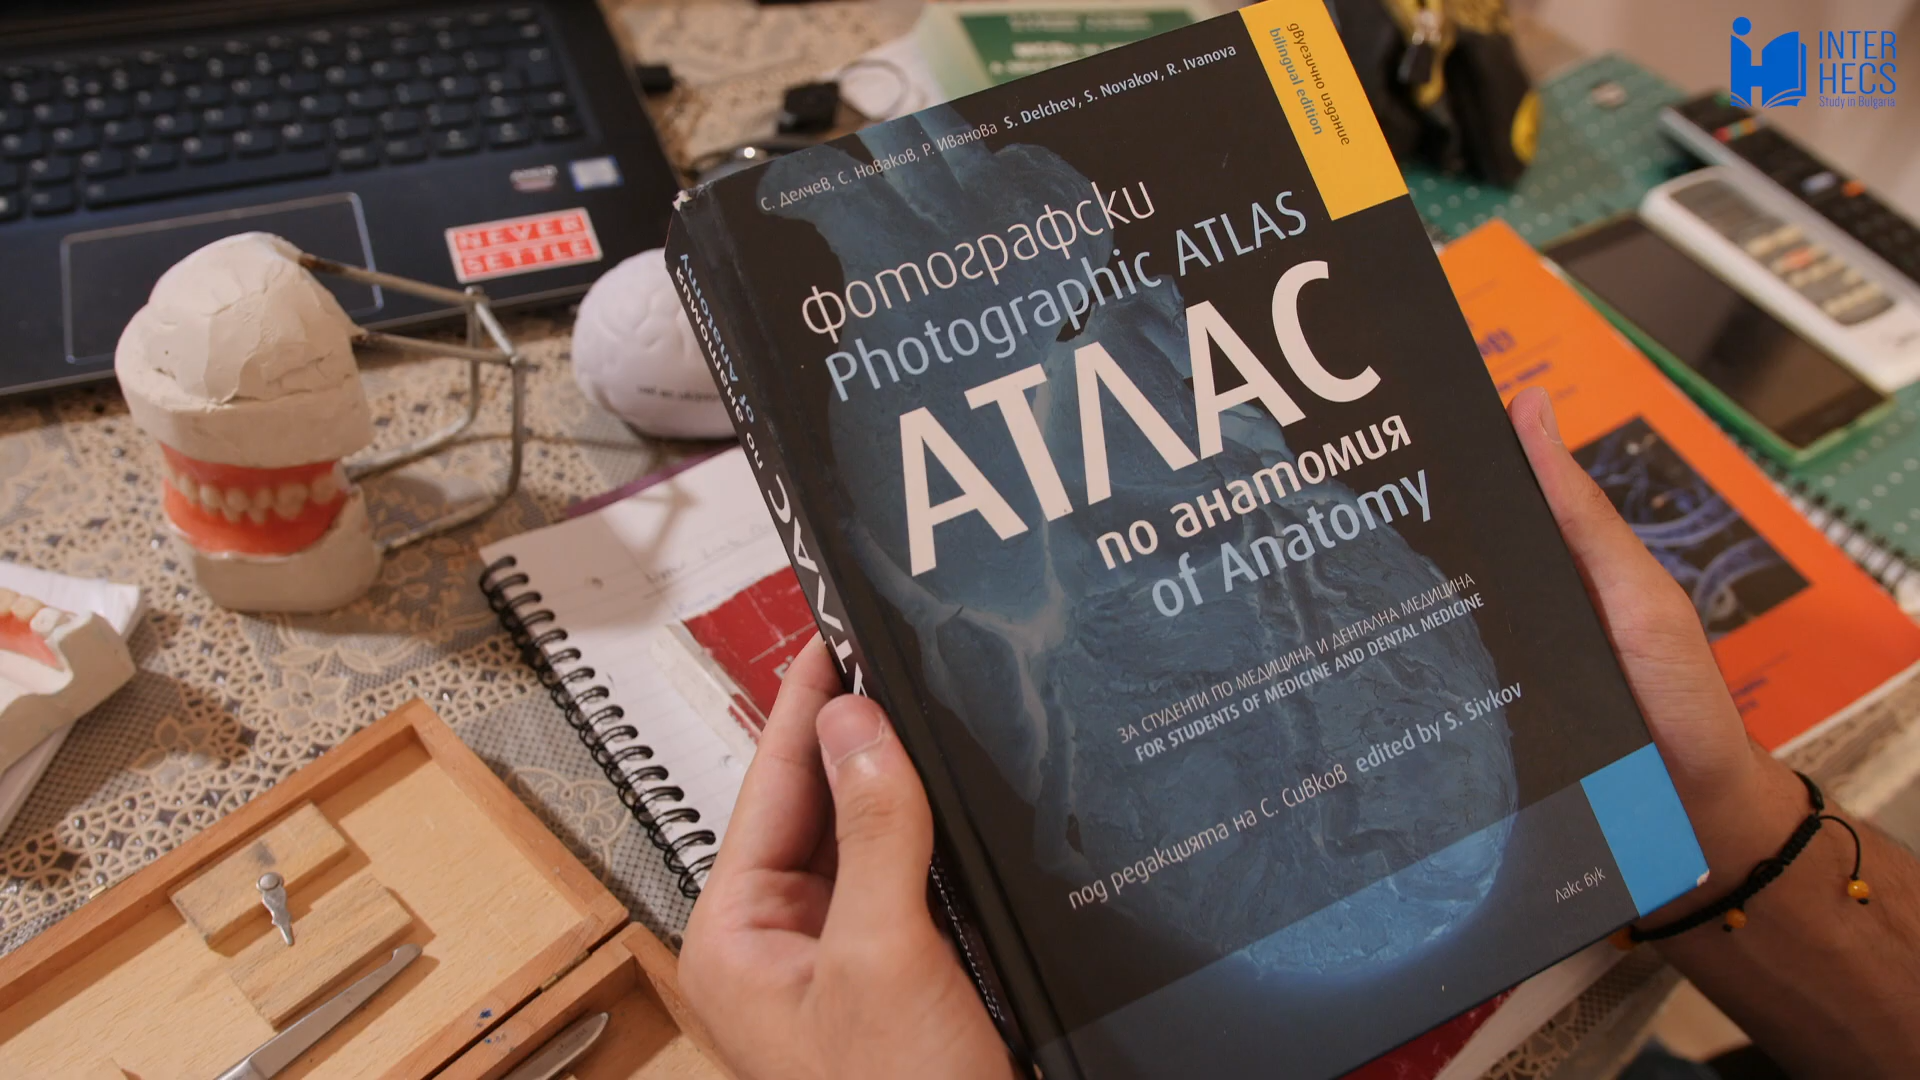 INTER
HECS
Study in Bulgaria
двуезично издание
bilingual edition
С. Делчев, С. Новаков, Р. Иванова S. Delchev, S. Novakov, R. Ivanova
фотографски
Photographic ATLAS
АТЛАС
по анатомия
of Anatomy
ЗА СТУДЕНТИ ПО МЕДИЦИНА И ДЕНТАЛНА МЕДИЦИНА
FOR STUDENTS OF MEDICINE AND DENTAL MEDICINE
под редакцията на С. Сивков edited by S. Sivkov
Лакс бук
АТЛАС по анатомия
of Anatomy
NEVER
SETTLE